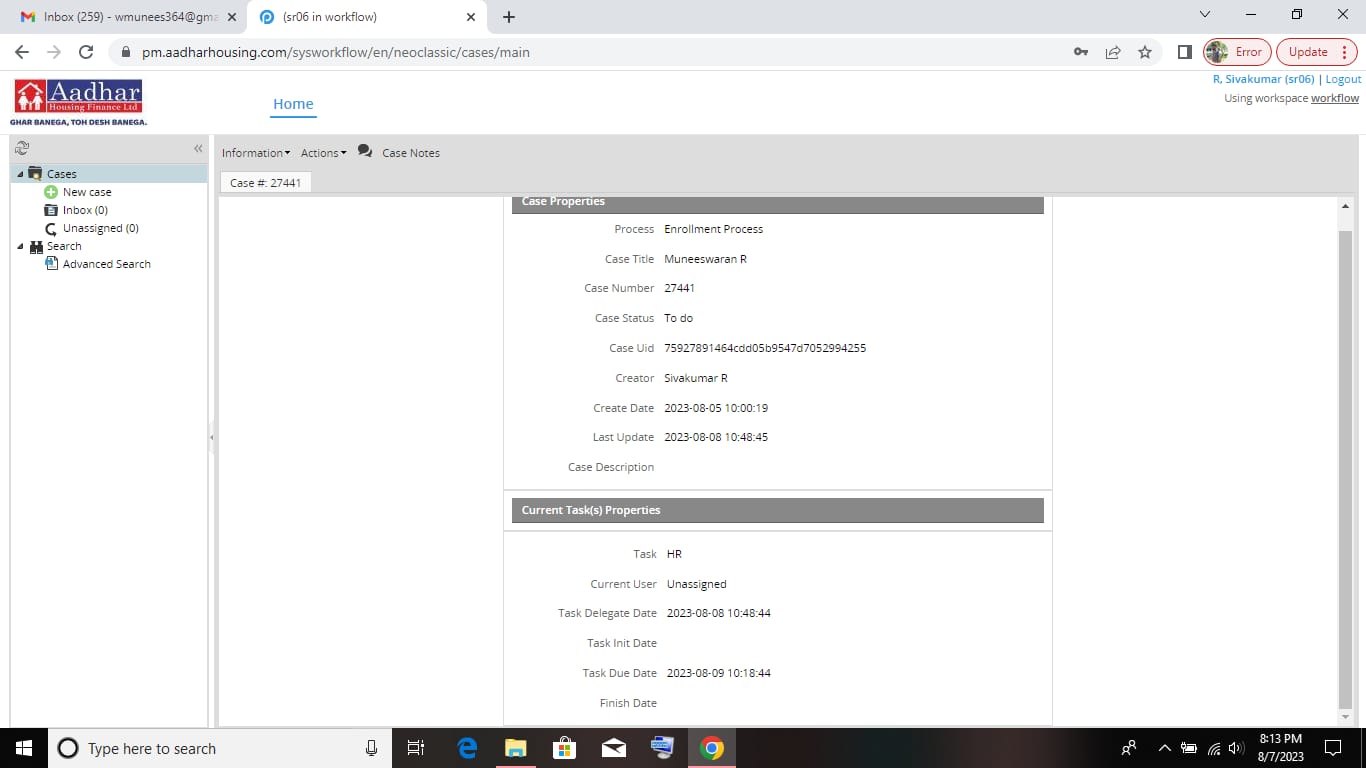 Inbox (259) - wmunees364@gma
(sr06 in workflow)
pm.aadharhousing.com/sysworkflow/en/neoclassic/cases/main
Error
Update
Aadhar
Housing Finance Ltd
GHAR BANEGA, TOH DESH BANEGA.
Home
R, Sivakumar (sr06) | Logout
Using workspace workflow
Cases
New case
Inbox (0)
Unassigned (0)
Search
Advanced Search
Information
Actions
Case Notes
Case #: 27441
Case Properties
Process Enrollment Process
Case Title Muneeswaran R
Case Number 27441
Case Status To do
Case Uid 75927891464cdd05b9547d7052994255
Creator Sivakumar R
Create Date 2023-08-05 10:00:19
Last Update 2023-08-08 10:48:45
Case Description
Current Task(s) Properties
Task HR
Current User Unassigned
Task Delegate Date 2023-08-08 10:48:44
Task Init Date
Task Due Date 2023-08-09 10:18:44
Finish Date
Type here to search
8:13 PM
8/7/2023